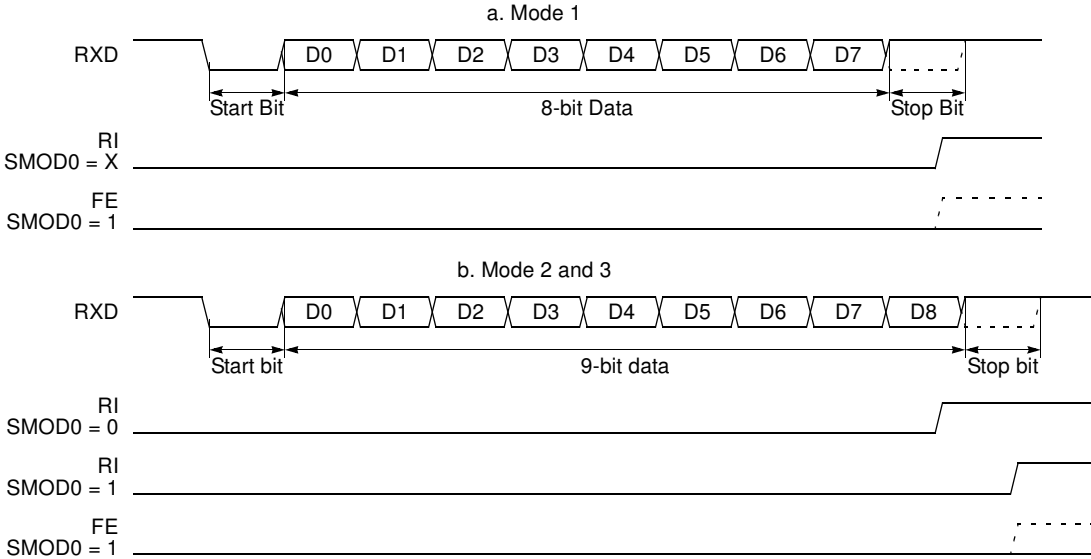 a. Mode 1
RXD D0 D1 D2 D3 D4 D5 D6 D7
Start Bit 8-bit Data Stop Bit
RI
SMOD0 = X
FE
SMOD0 = 1
b. Mode 2 and 3
RXD D0 D1 D2 D3 D4 D5 D6 D7 D8
Start bit 9-bit data Stop bit
RI
SMOD0 = 0
RI
SMOD0 = 1
FE
SMOD0 = 1